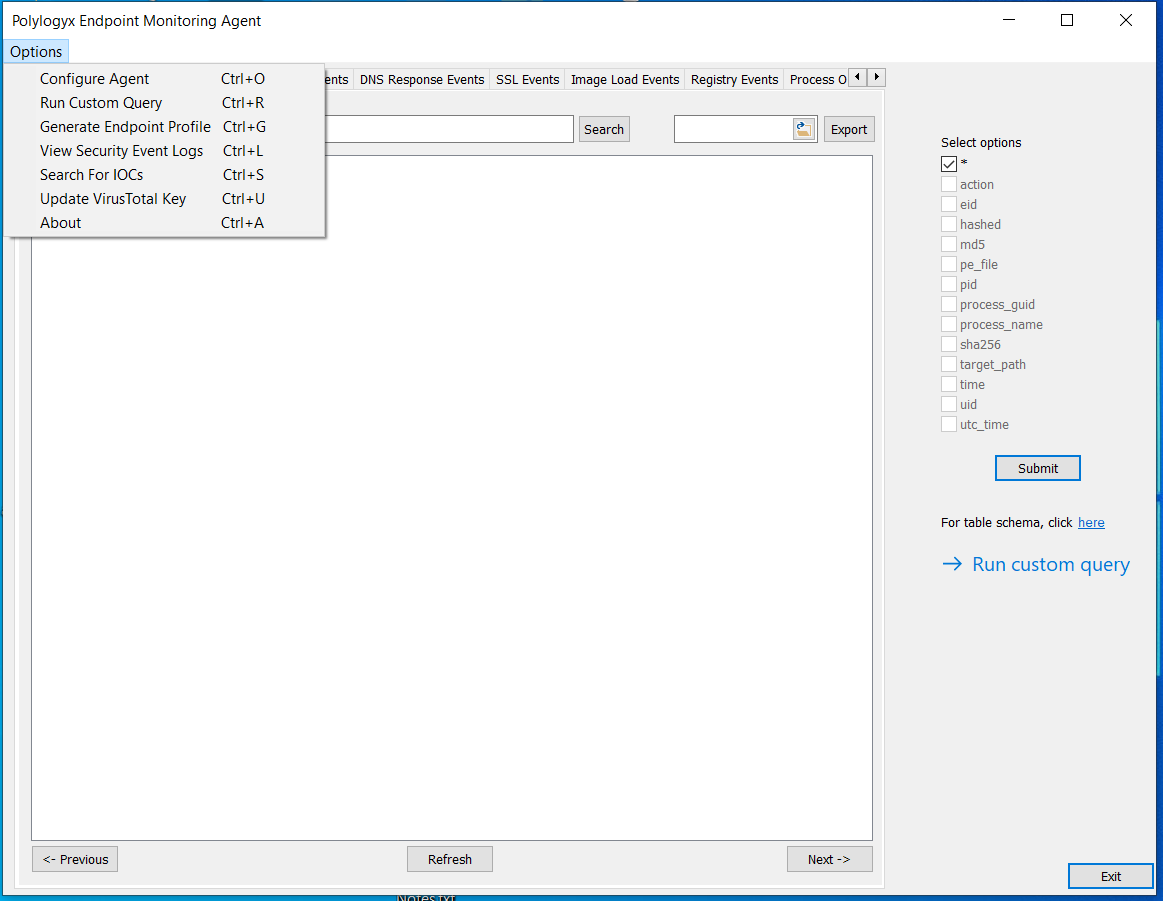 Polylogyx Endpoint Monitoring Agent
Options
Configure Agent Ctrl+O
Run Custom Query Ctrl+R
Generate Endpoint Profile Ctrl+G
View Security Event Logs Ctrl+L
Search For IOCs Ctrl+S
Update VirusTotal Key Ctrl+U
About Ctrl+A
ents DNS Response Events SSL Events Image Load Events Registry Events Process O
Search Export
Select options
*
action
eid
hashed
md5
pe_file
pid
process_guid
process_name
sha256
target_path
time
uid
utc_time
Submit
For table schema, click here
→ Run custom query
<- Previous Refresh Next ->
Exit
Notes.txt